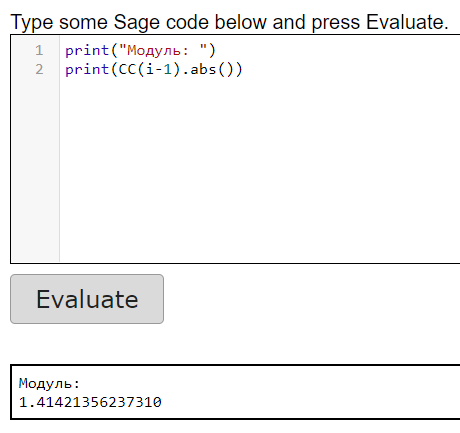 Type some Sage code below and press Evaluate.
1 print("Модуль: ")
2 print(CC(i-1).abs())
Evaluate
Модуль:
1.41421356237310